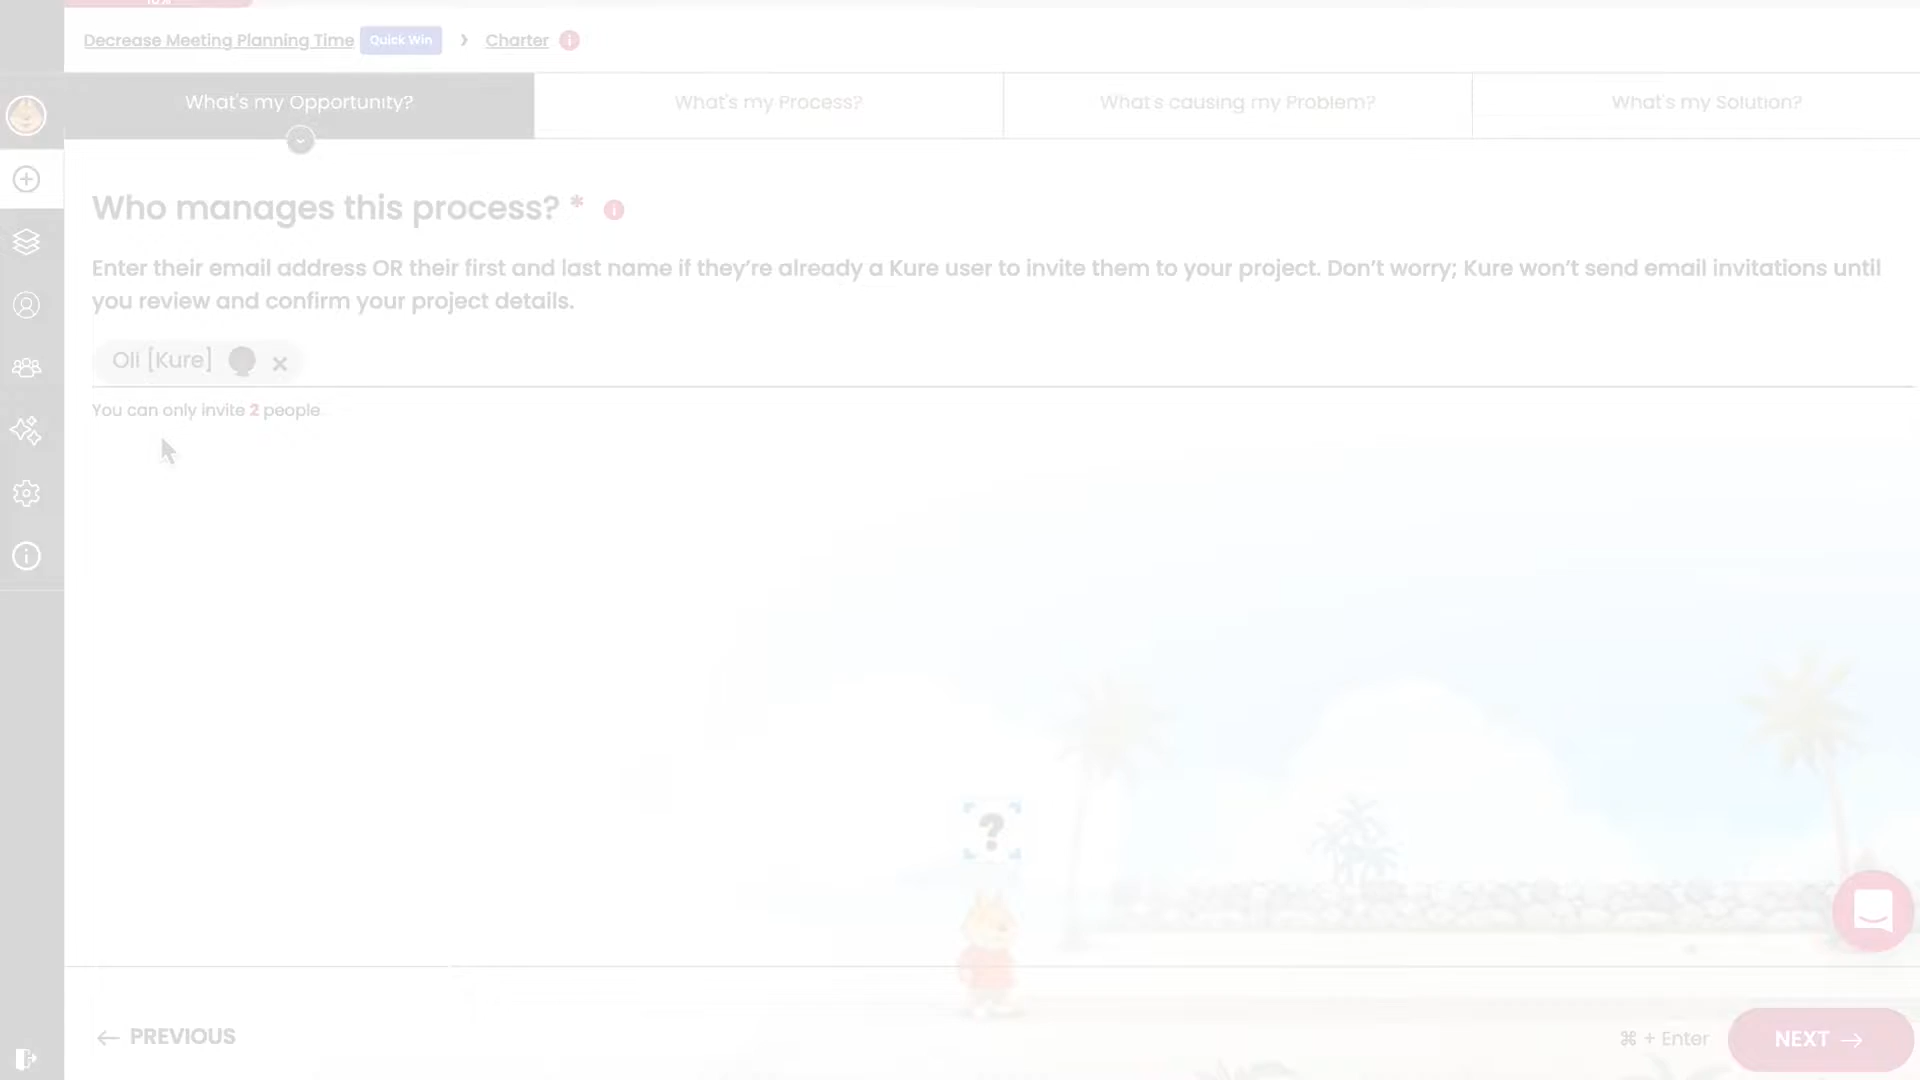 10%
Decrease Meeting Planning Time Quick Win › Charter
What's my Opportunity? What's my Process? What's causing my Problem? What's my Solution?
Who manages this process? *
Enter their email address OR their first and last name if they're already a Kure user to invite them to your project. Don't worry; Kure won't send email invitations until
you review and confirm your project details.
Oli [Kure] ×
You can only invite 2 people
?
← PREVIOUS ⌘ + Enter NEXT →